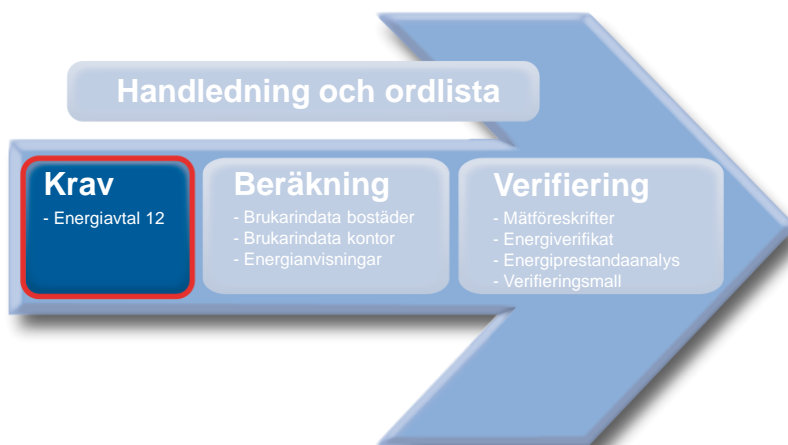 Handledning och ordlista
Krav
- Energiavtal 12
Beräkning
- Brukarindata bostäder
- Brukarindata kontor
- Energianvisningar
Verifiering
- Mätföreskrifter
- Energiverifikat
- Energiprestandaanalys
- Verifieringsmall